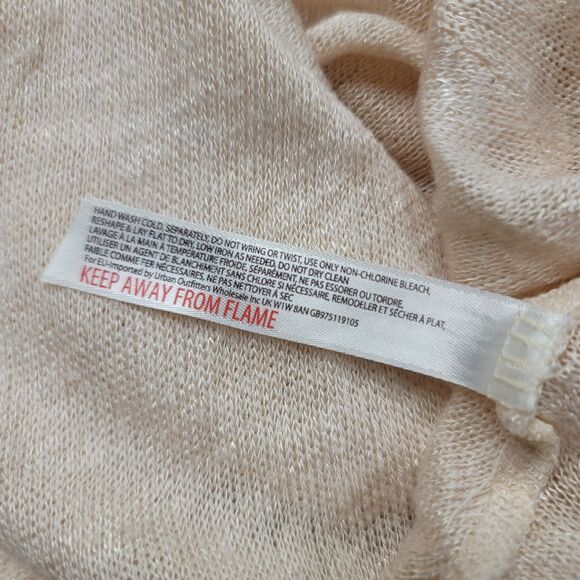 HAND WASH COLD, SEPARATELY, DO NOT WRING OR TWIST, USE ONLY NON-CHLORINE BLEACH,
RESHAPE & LAY FLAT TO DRY, LOW IRON AS NEEDED, DO NOT DRY CLEAN
LAVAGE À LA MAIN À TEMPÉRATURE FROIDE, SÉPARÉMENT, NE PAS ESSORER OU TORDRE,
UTILISER UN AGENT DE BLANCHIMENT SANS CHLORE SI NÉCESSAIRE, REMODELER ET SÉCHER À PLAT,
FAIBLE COMME FER NÉCESSAIRES, NE PAS NETTOYER À SEC
For EU-Imported by Urban Outfitters Wholesale Inc UK W1W 8AN GB975119105
KEEP AWAY FROM FLAME